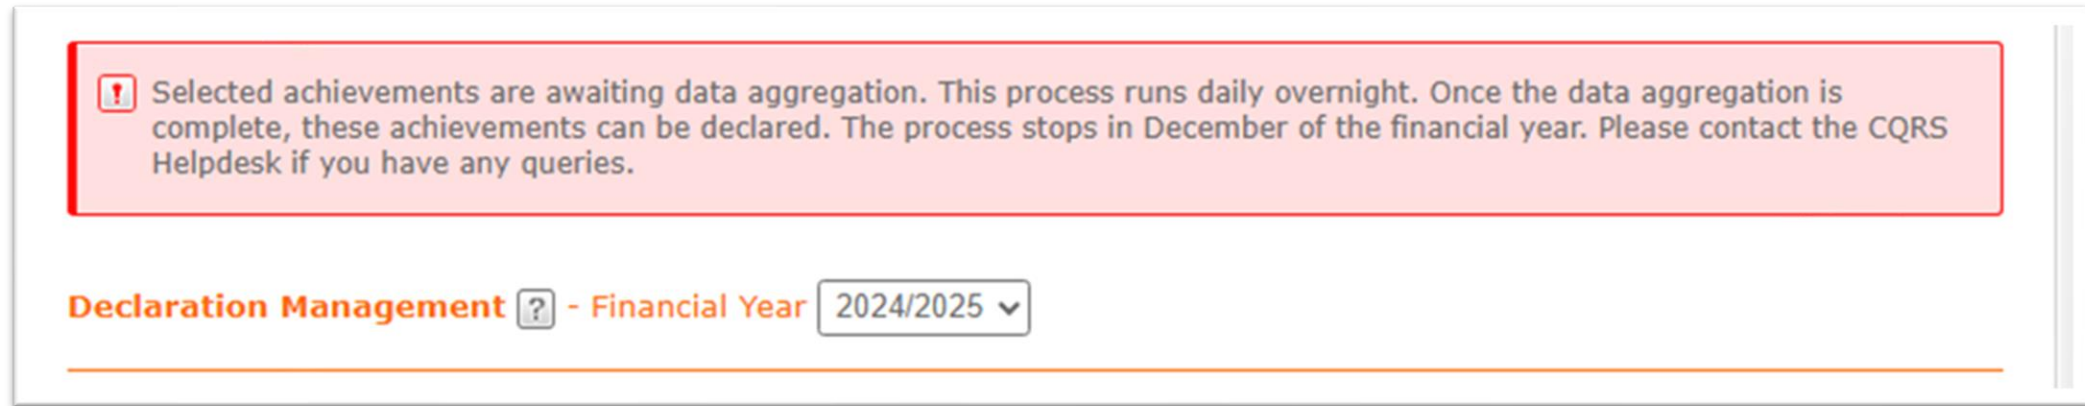 Selected achievements are awaiting data aggregation. This process runs daily overnight. Once the data aggregation is
complete, these achievements can be declared. The process stops in December of the financial year. Please contact the CQRS
Helpdesk if you have any queries.
Declaration Management ? - Financial Year 2024/2025